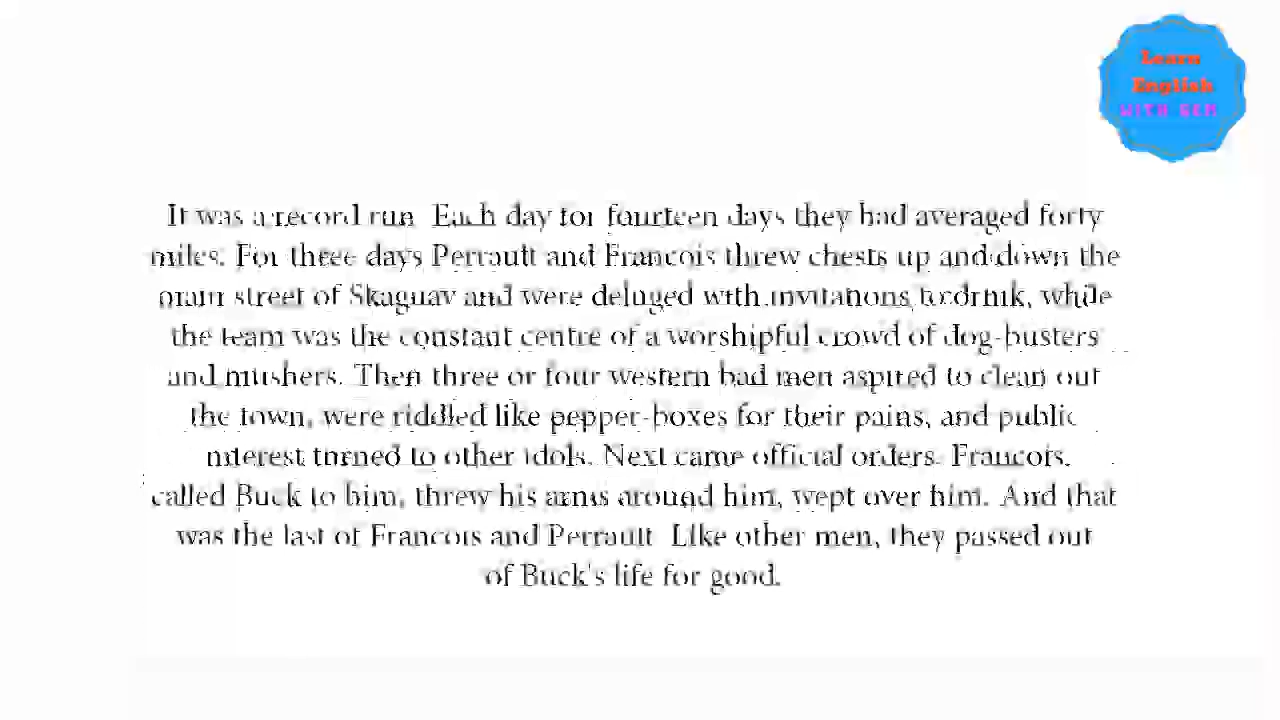 Learn
English
WITH GEM
It was a record run. Each day for fourteen days they had averaged forty
miles. For three days Perrault and Francois threw chests up and down the
main street of Skaguay and were deluged with invitations to drink, while
the team was the constant centre of a worshipful crowd of dog-busters
and mushers. Then three or four western bad men aspired to clean out
the town, were riddled like pepper-boxes for their pains, and public
interest turned to other idols. Next came official orders. Francois,
called Buck to him, threw his arms around him, wept over him. And that
was the last of Francois and Perrault. Like other men, they passed out
of Buck's life for good.